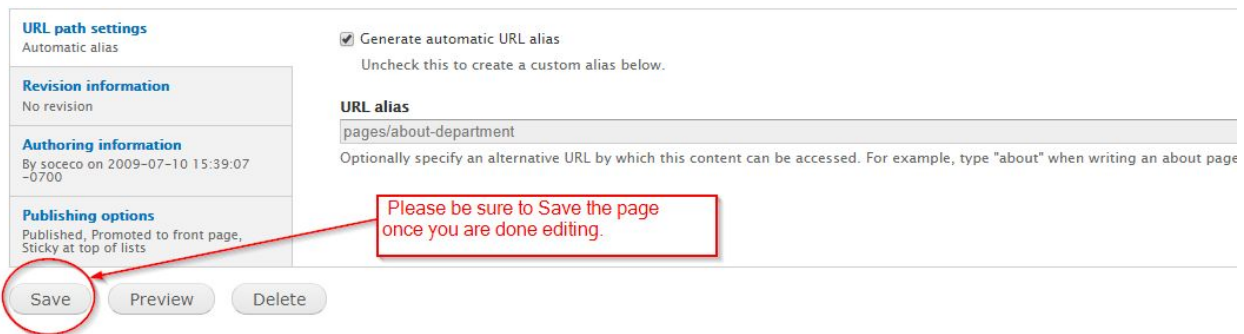 URL path settings
Automatic alias
Revision information
No revision
Authoring information
By soceco on 2009-07-10 15:39:07
-0700
Publishing options
Published, Promoted to front page,
Sticky at top of lists
Generate automatic URL alias
Uncheck this to create a custom alias below.
URL alias
pages/about-department
Optionally specify an alternative URL by which this content can be accessed. For example, type "about" when writing an about page
Please be sure to Save the page
once you are done editing.
Save Preview Delete